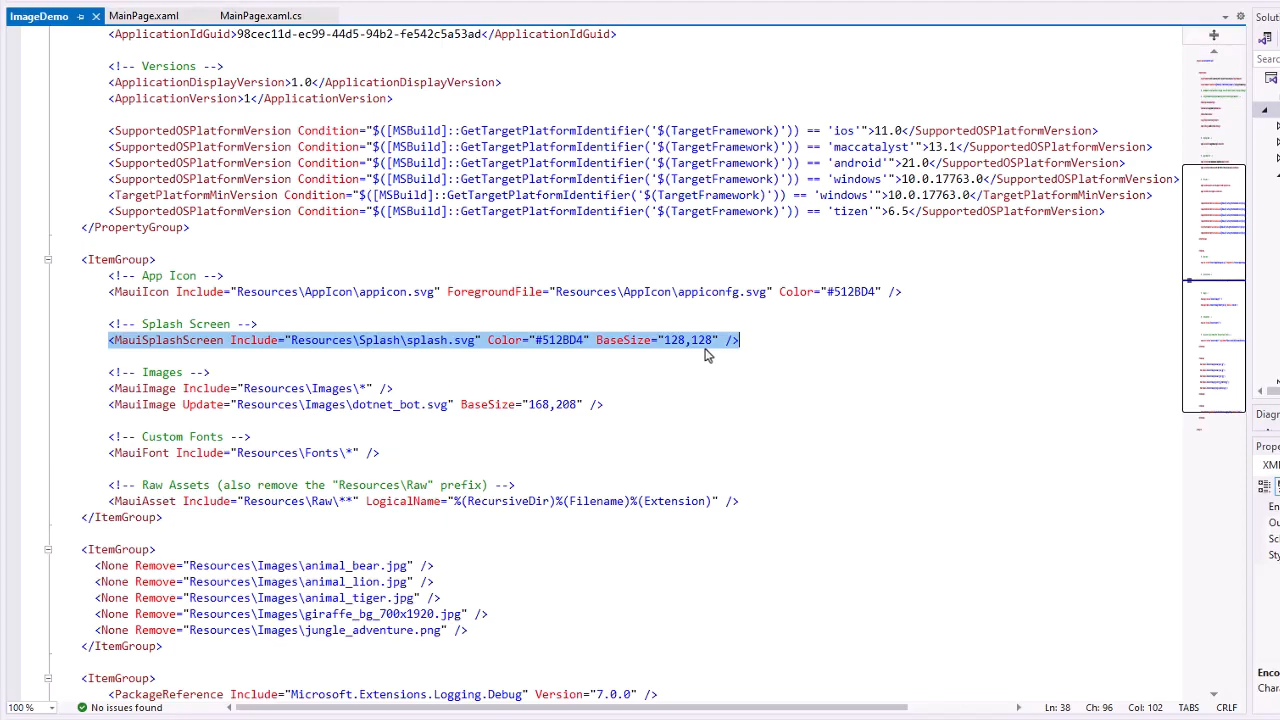 ImageDemo MainPage.xaml MainPage.xaml.cs
<ApplicationIdGuid>98cec11d-ec99-44d5-94b2-fe542c5a53ad</ApplicationIdGuid>
<!-- Versions -->
<ApplicationDisplayVersion>1.0</ApplicationDisplayVersion>
<ApplicationVersion>1</ApplicationVersion>
<SupportedOSPlatformVersion Condition="$([MSBuild]::GetTargetPlatformIdentifier('$(TargetFramework)')) == 'ios'">11.0</SupportedOSPlatformVersion>
<SupportedOSPlatformVersion Condition="$([MSBuild]::GetTargetPlatformIdentifier('$(TargetFramework)')) == 'maccatalyst'">13.1</SupportedOSPlatformVersion>
<SupportedOSPlatformVersion Condition="$([MSBuild]::GetTargetPlatformIdentifier('$(TargetFramework)')) == 'android'">21.0</SupportedOSPlatformVersion>
<SupportedOSPlatformVersion Condition="$([MSBuild]::GetTargetPlatformIdentifier('$(TargetFramework)')) == 'windows'">10.0.17763.0</SupportedOSPlatformVersion>
<TargetPlatformMinVersion Condition="$([MSBuild]::GetTargetPlatformIdentifier('$(TargetFramework)')) == 'windows'">10.0.17763.0</TargetPlatformMinVersion>
<SupportedOSPlatformVersion Condition="$([MSBuild]::GetTargetPlatformIdentifier('$(TargetFramework)')) == 'tizen'">6.5</SupportedOSPlatformVersion>
</PropertyGroup>
<ItemGroup>
<!-- App Icon -->
<MauiIcon Include="Resources\AppIcon\appicon.svg" ForegroundFile="Resources\AppIcon\appiconfg.svg" Color="#512BD4" />
<!-- Splash Screen -->
<MauiSplashScreen Include="Resources\Splash\splash.svg" Color="#512BD4" BaseSize="128,128" />
<!-- Images -->
<MauiImage Include="Resources\Images\*" />
<MauiImage Update="Resources\Images\dotnet_bot.svg" BaseSize="168,208" />
<!-- Custom Fonts -->
<MauiFont Include="Resources\Fonts\*" />
<!-- Raw Assets (also remove the "Resources\Raw" prefix) -->
<MauiAsset Include="Resources\Raw\**" LogicalName="%(RecursiveDir)%(Filename)%(Extension)" />
</ItemGroup>
<ItemGroup>
<None Remove="Resources\Images\animal_bear.jpg" />
<None Remove="Resources\Images\animal_lion.jpg" />
<None Remove="Resources\Images\animal_tiger.jpg" />
<None Remove="Resources\Images\giraffe_bg_700x1920.jpg" />
<None Remove="Resources\Images\jungle_adventure.png" />
</ItemGroup>
<ItemGroup>
<PackageReference Include="Microsoft.Extensions.Logging.Debug" Version="7.0.0" />
100 % No issues found Ln: 38 Ch: 96 Col: 102 TABS CRLF
Solu
Searc
Diagr
Prope
XM
En
Sc
Sty
Enco
Chara